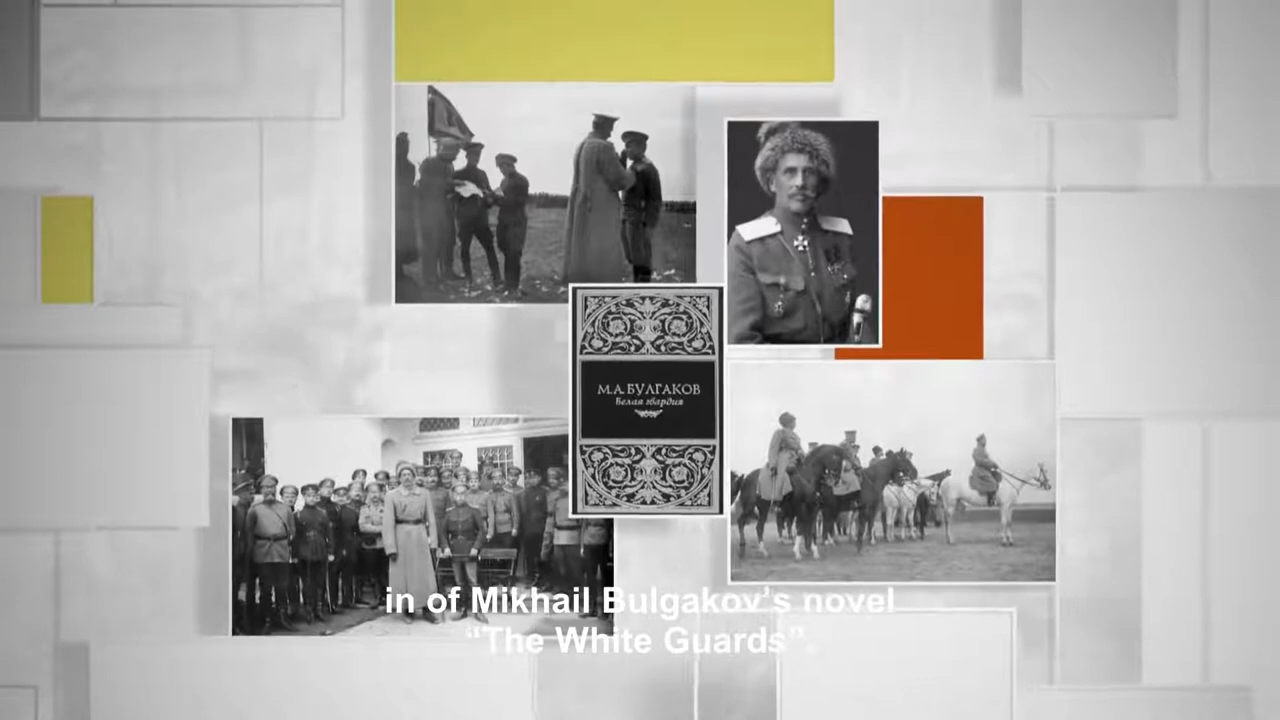 М.А.БУЛГАКОВ
Белая гвардия
in of Mikhail Bulgakov's novel
“The White Guards”.